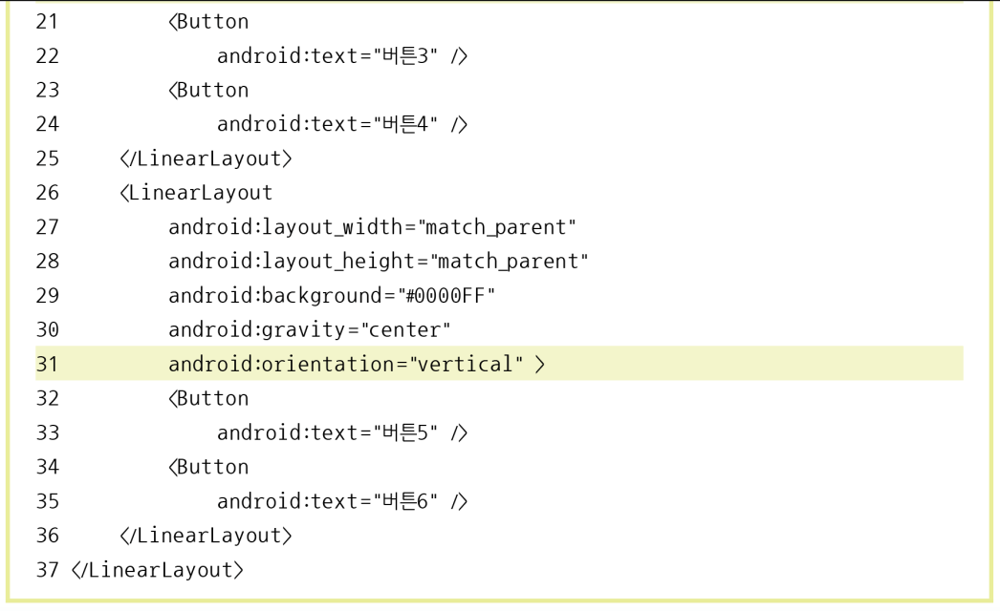 21 <Button
22 android:text="버튼3" />
23 <Button
24 android:text="버튼4" />
25 </LinearLayout>
26 <LinearLayout
27 android:layout_width="match_parent"
28 android:layout_height="match_parent"
29 android:background="#0000FF"
30 android:gravity="center"
31 android:orientation="vertical" >
32 <Button
33 android:text="버튼5" />
34 <Button
35 android:text="버튼6" />
36 </LinearLayout>
37 </LinearLayout>